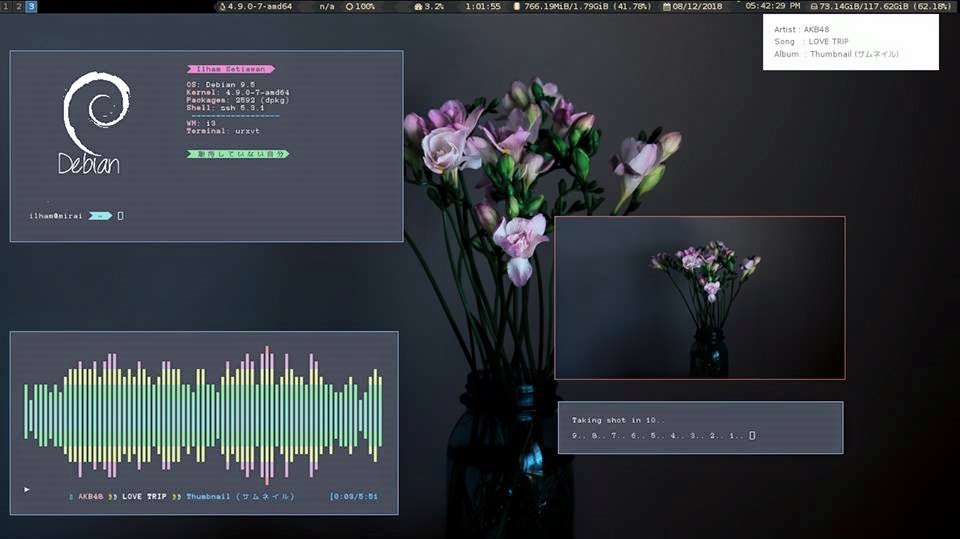 1 2 3 4.9.0-7-amd64 n/a 100% 3.2% 1:01:55 766.19MiB/1.79GiB (41.78%) 08/12/2018 05:42:29 PM 73.14GiB/117.62GiB (62.18%)
Artist : AKB48
Song : LOVE TRIP
Album : Thumbnail (サムネイル)
Debian
Ilham Setiawan
OS: Debian 9.5
Kernel: 4.9.0-7-amd64
Packages: 2592 (dpkg)
Shell: zsh 5.3.1
------------------
WM: i3
Terminal: urxvt
期待していない自分
ilham@mirai ~
AKB48 》 LOVE TRIP 》 Thumbnail (サムネイル) [0:03/5:51
Taking shot in 10..
9.. 8.. 7.. 6.. 5.. 4.. 3.. 2.. 1..